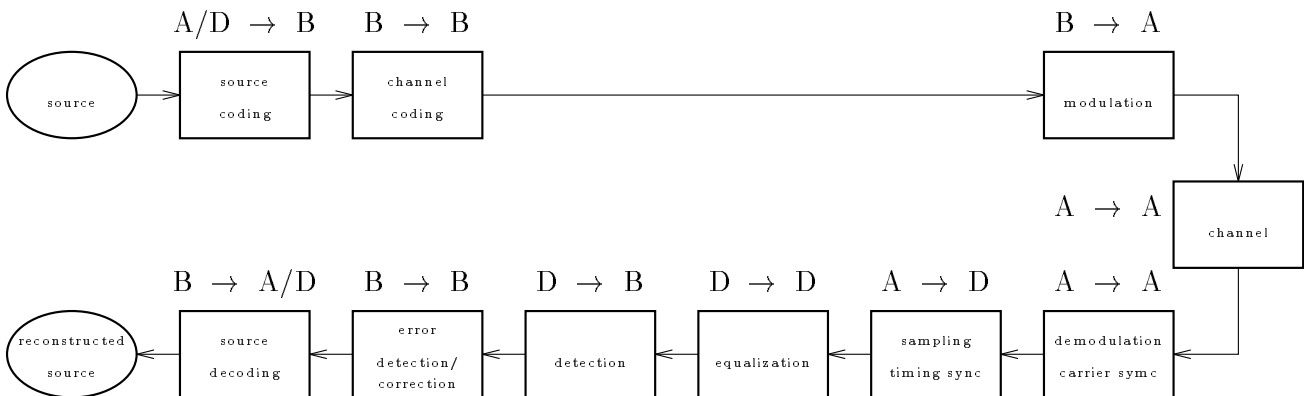 A/D → B
B → B
B → A
source
source
coding
channel
coding
modulation
A → A
channel
B → A/D
B → B
D → B
D → D
A → D
A → A
reconstructed
source
source
decoding
error
detection/
correction
detection
equalization
sampling
timing sync
demodulation
carrier symc